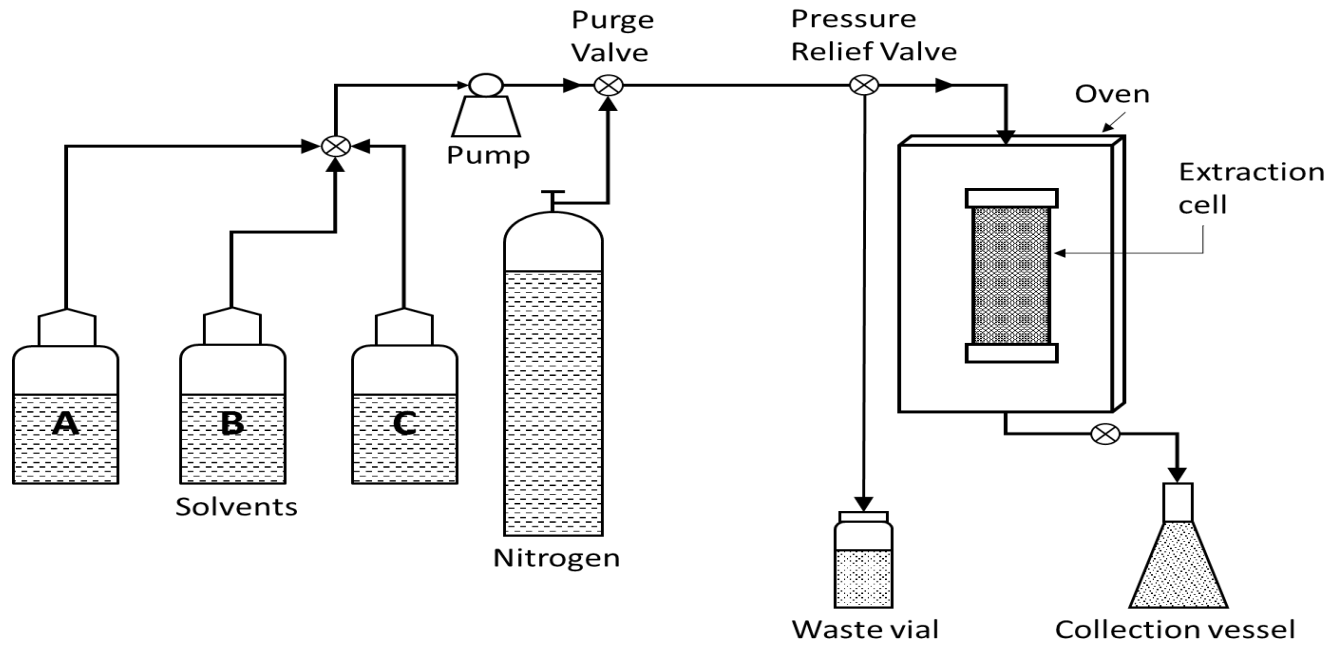 Purge
Valve
Pressure
Relief Valve
Oven
Pump
Extraction
cell
A
B
C
Solvents
Nitrogen
Waste vial
Collection vessel